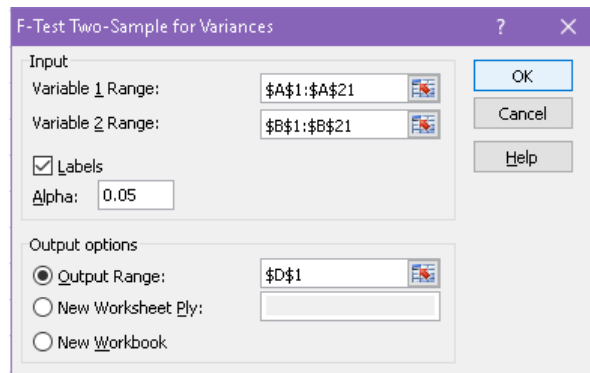 F-Test Two-Sample for Variances ? ×
Input
Variable 1 Range: $A$1:$A$21
Variable 2 Range: $B$1:$B$21
Labels
Alpha: 0.05
Output options
Output Range: $D$1
New Worksheet Ply:
New Workbook
OK
Cancel
Help